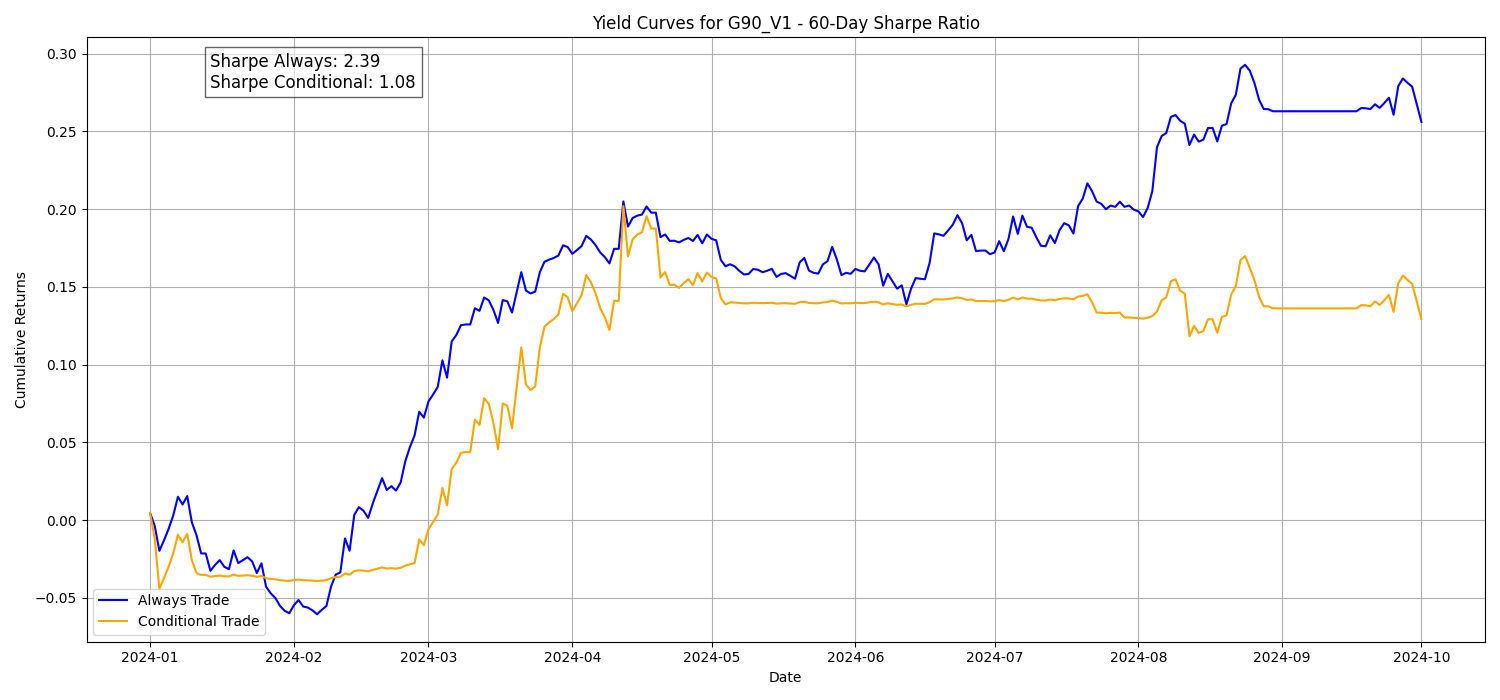 Yield Curves for G90_V1 - 60-Day Sharpe Ratio
Sharpe Always: 2.39
Sharpe Conditional: 1.08
Cumulative Returns
0.30
0.25
0.20
0.15
0.10
0.05
0.00
−0.05
Always Trade
Conditional Trade
2024-01 2024-02 2024-03 2024-04 2024-05 2024-06 2024-07 2024-08 2024-09 2024-10
Date